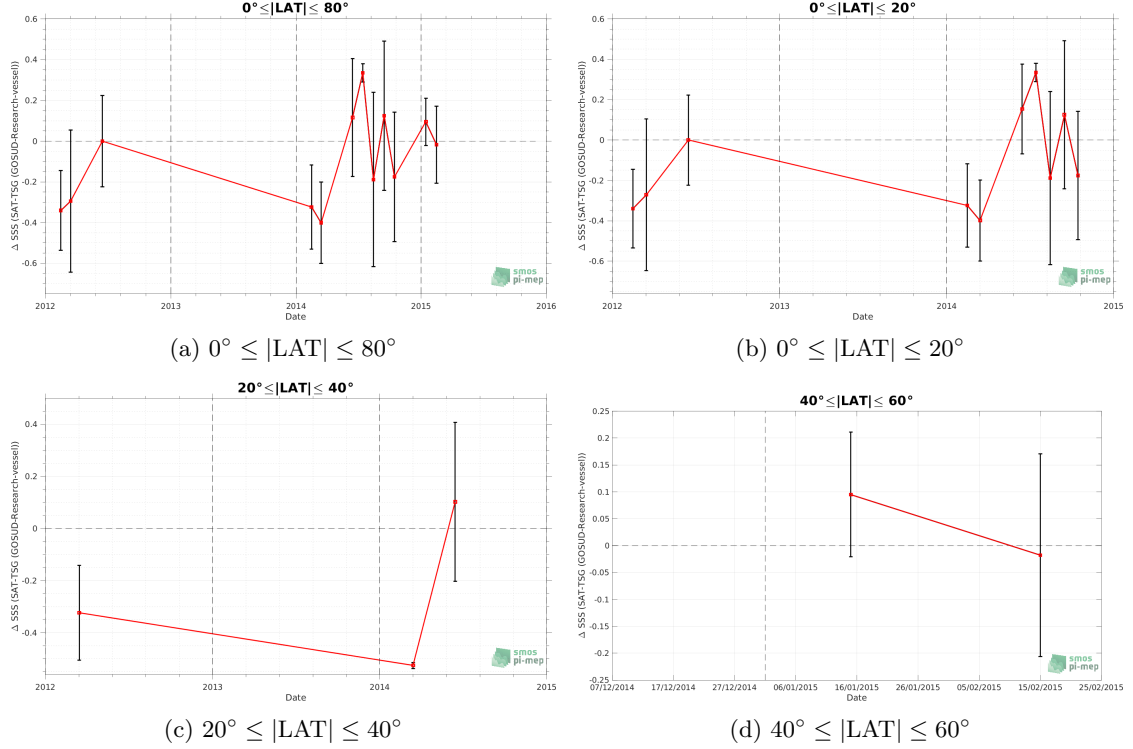 0°≤|LAT|≤ 80°
0.6
0.4
0.2
0
-0.2
-0.4
-0.6
Δ SSS (SAT-TSG (GOSUD-Research-vessel))
2012
2013
2014
2015
2016
Date
smos
pi-mep
(a) 0° ≤ |LAT| ≤ 80°
0°≤|LAT|≤ 20°
0.6
0.4
0.2
0
-0.2
-0.4
-0.6
Δ SSS (SAT-TSG (GOSUD-Research-vessel))
2012
2013
2014
2015
Date
smos
pi-mep
(b) 0° ≤ |LAT| ≤ 20°
20°≤|LAT|≤ 40°
0.4
0.2
0
-0.2
-0.4
Δ SSS (SAT-TSG (GOSUD-Research-vessel))
2012
2013
2014
2015
Date
smos
pi-mep
(c) 20° ≤ |LAT| ≤ 40°
40°≤|LAT|≤ 60°
0.25
0.2
0.15
0.1
0.05
0
-0.05
-0.1
-0.15
-0.2
-0.25
Δ SSS (SAT-TSG (GOSUD-Research-vessel))
07/12/2014
17/12/2014
27/12/2014
06/01/2015
16/01/2015
26/01/2015
05/02/2015
15/02/2015
25/02/2015
Date
smos
pi-mep
(d) 40° ≤ |LAT| ≤ 60°